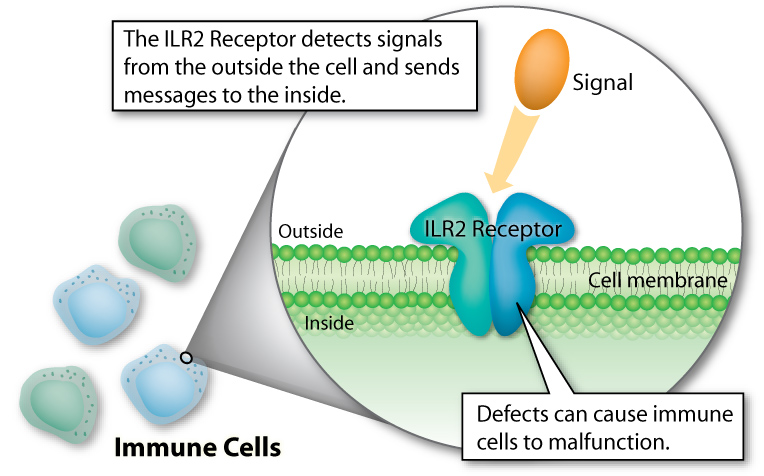 The ILR2 Receptor detects signals
from the outside the cell and sends
messages to the inside.
Signal
Outside
ILR2 Receptor
Cell membrane
Inside
Defects can cause immune
cells to malfunction.
Immune Cells